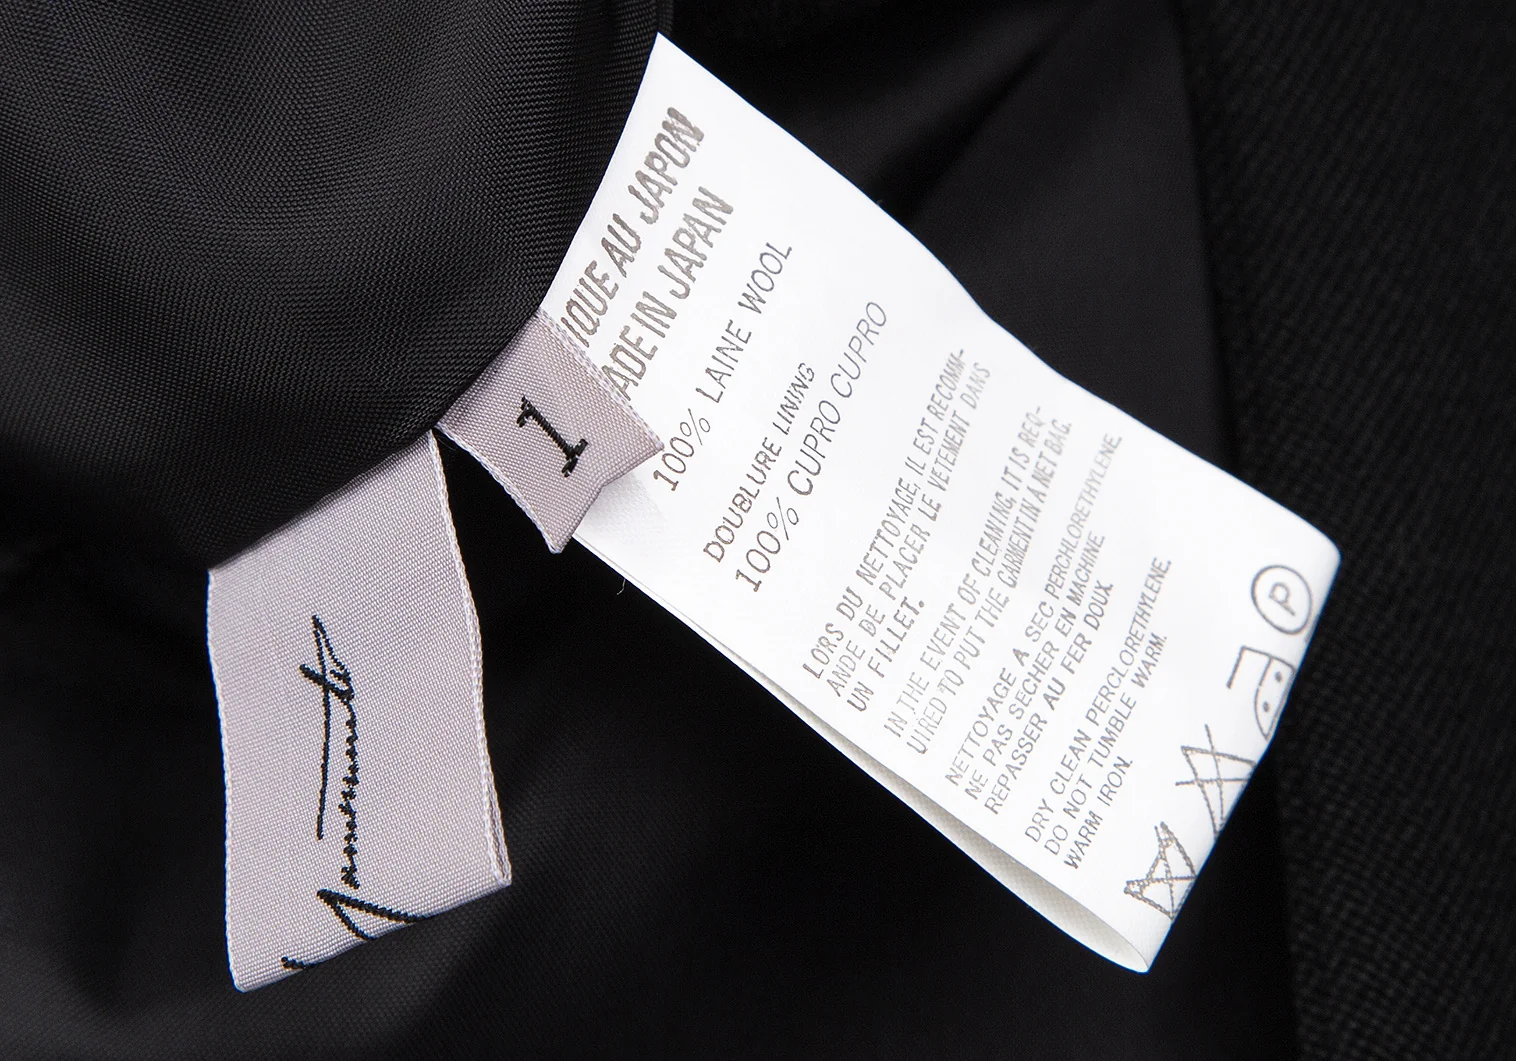 IQUE AU JAPON
ADE IN JAPAN
100% LAINE WOOL
DOUBLURE LINING
100% CUPRO CUPRO
LORS DU NETTOYAGE, IL EST RECOMM-
ANDE DE PLACER LE VETEMENT DANS
UN FILLET.
IN THE EVENT OF CLEANING, IT IS REQ-
UIRED TO PUT THE GARMENT IN A NET BAG.
NETTOYAGE A SEC PERCHLORETHYLENE.
NE PAS SECHER EN MACHINE.
REPASSER AU FER DOUX.
DRY CLEAN PERCLORETHYLENE.
DO NOT TUMBLE WARM.
WARM IRON.
P
1